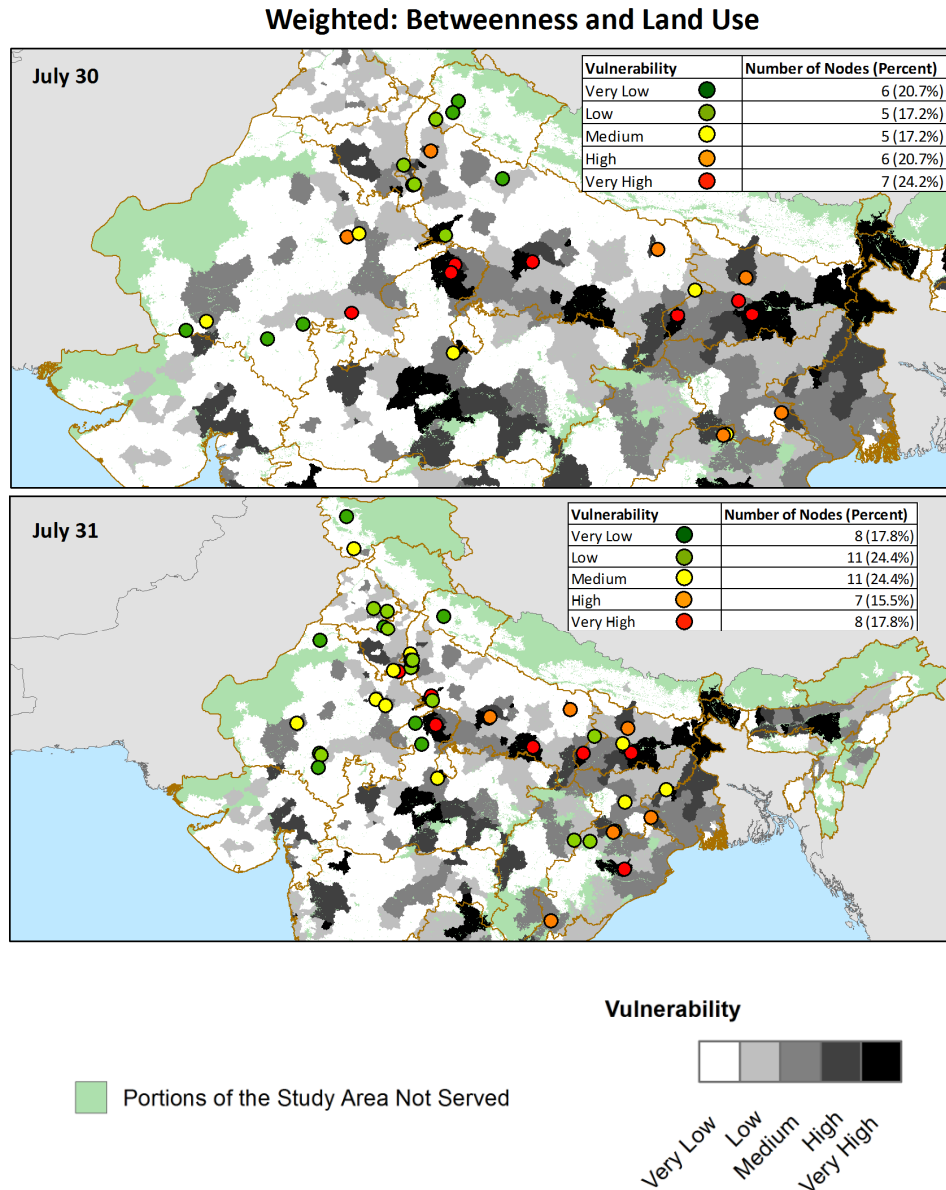 Weighted: Betweenness and Land Use
July 30
Vulnerability Number of Nodes (Percent)
Very Low 6 (20.7%)
Low 5 (17.2%)
Medium 5 (17.2%)
High 6 (20.7%)
Very High 7 (24.2%)
July 31
Vulnerability Number of Nodes (Percent)
Very Low 8 (17.8%)
Low 11 (24.4%)
Medium 11 (24.4%)
High 7 (15.5%)
Very High 8 (17.8%)
Vulnerability
Portions of the Study Area Not Served
Very Low
Low
Medium
High
Very High